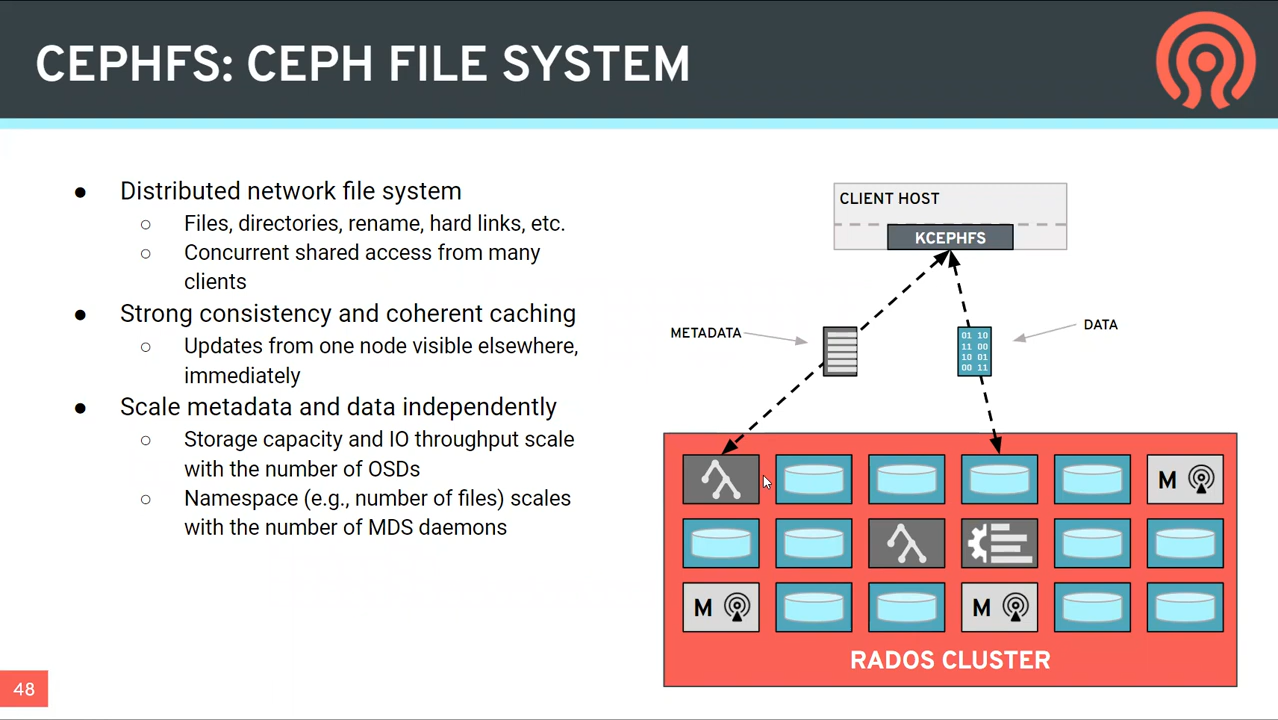 CEPHFS: CEPH FILE SYSTEM
● Distributed network file system
○ Files, directories, rename, hard links, etc.
○ Concurrent shared access from many
clients
● Strong consistency and coherent caching
○ Updates from one node visible elsewhere,
immediately
● Scale metadata and data independently
○ Storage capacity and IO throughput scale
with the number of OSDs
○ Namespace (e.g., number of files) scales
with the number of MDS daemons
CLIENT HOST
KCEPHFS
METADATA
DATA
01 10
11 00
10 01
00 11
M
M
M
RADOS CLUSTER
48